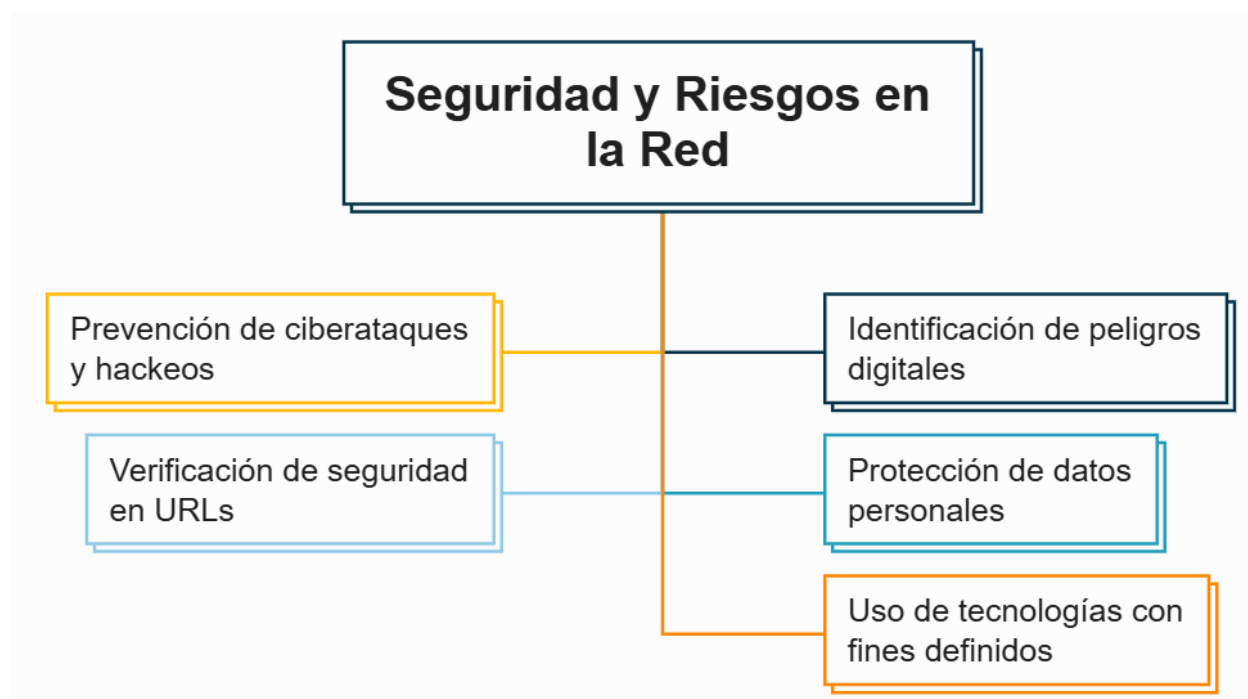 Seguridad y Riesgos en
la Red
Prevención de ciberataques
y hackeos
Identificación de peligros
digitales
Verificación de seguridad
en URLs
Protección de datos
personales
Uso de tecnologías con
fines definidos